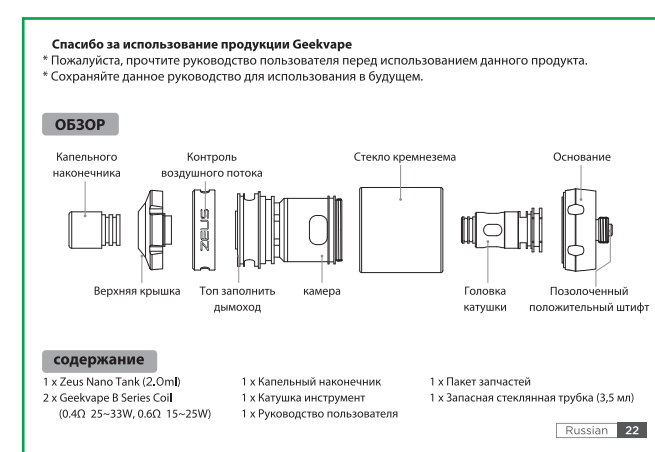 Спасибо за использование продукции Geekvape
* Пожалуйста, прочтите руководство пользователя перед использованием данного продукта.
* Сохраняйте данное руководство для использования в будущем.
ОБЗОР
Капельного
наконечника
Контроль
воздушного потока
Стекло кремнезема
Основание
ZEUS
Верхняя крышка
Топ заполнить
дымоход
камера
Головка
катушки
Позолоченный
положительный штифт
содержание
1 x Zeus Nano Tank (2.0ml)
2 x Geekvape B Series Coil
(0.4Ω 25~33W, 0.6Ω 15~25W)
1 x Капельный наконечник
1 x Катушка инструмент
1 x Руководство пользователя
1 x Пакет запчастей
1 x Запасная стеклянная трубка (3,5 мл)
Russian 22